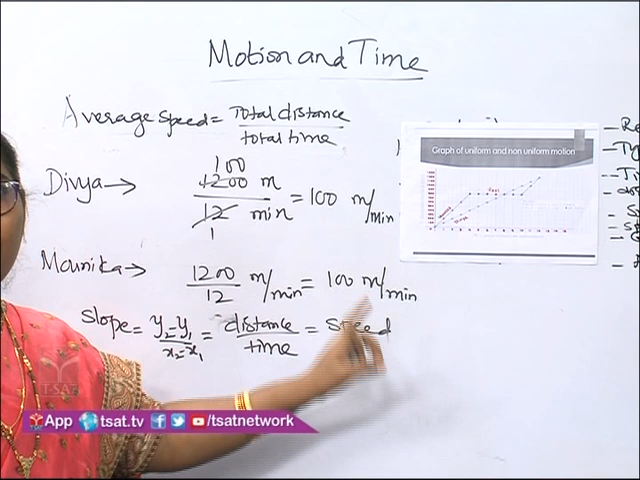 Motion and Time
Average speed = Total distance / total time
Divya → 100 1200 m / 12 1 min = 100 m/min
Mounika → 1200 / 12 m/min = 100 m/min
Slope = y2-y1 / x2-x1 = distance / time = Speed
Graph of uniform and non uniform motion
T-SAT
App tsat.tv /tsatnetwork